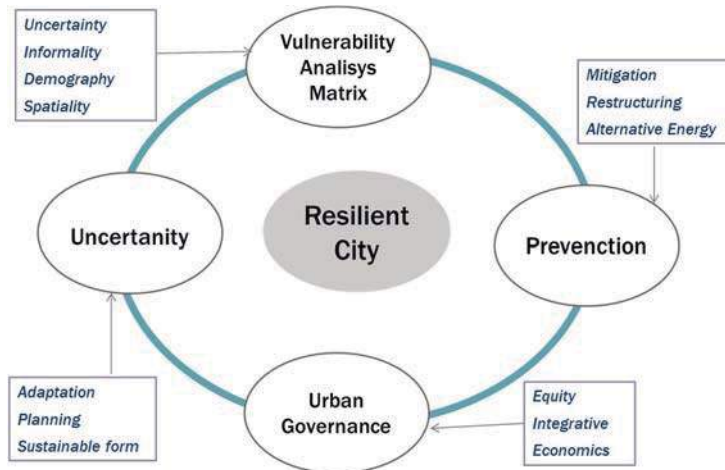 Uncertainty
Informality
Demography
Spatiality
Vulnerability
Analisys
Matrix
Mitigation
Restructuring
Alternative Energy
Uncertanity
Resilient
City
Prevenction
Adaptation
Planning
Sustainable form
Urban
Governance
Equity
Integrative
Economics